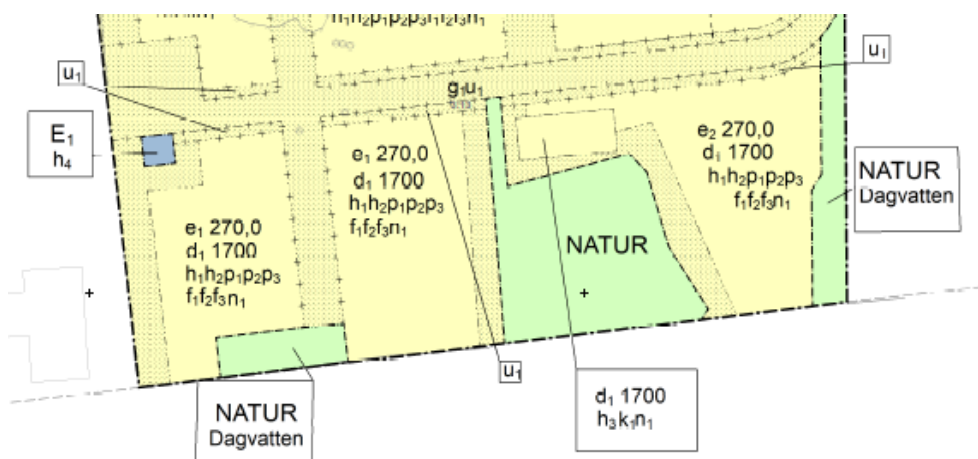 h₁h₂p₁p₂p₃f₁f₂f₃n₁
u₁
u₁
g₁u₁
E₁
h₄
e₁ 270,0
d₁ 1700
h₁h₂p₁p₂p₃
f₁f₂f₃n₁
e₂ 270,0
d₁ 1700
h₁h₂p₁p₂p₃
f₁f₂f₃n₁
NATUR
Dagvatten
e₁ 270,0
d₁ 1700
h₁h₂p₁p₂p₃
f₁f₂f₃n₁
NATUR
u₁
NATUR
Dagvatten
d₁ 1700
h₃k₁n₁